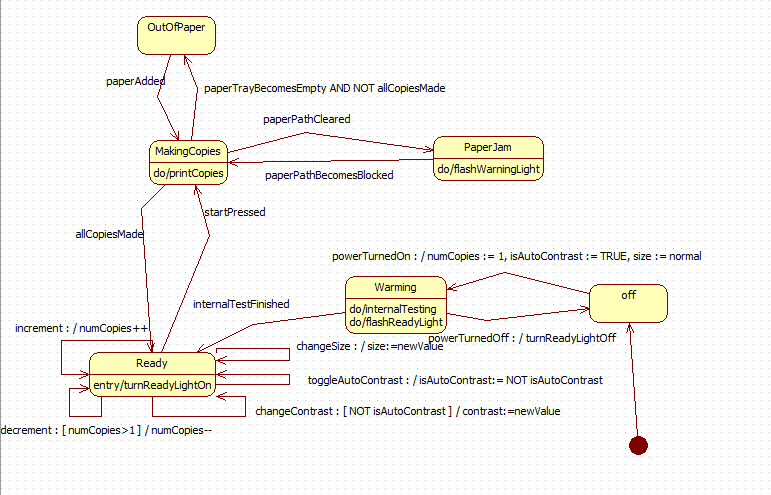 OutOfPaper
paperAdded
paperTrayBecomesEmpty AND NOT allCopiesMade
paperPathCleared
MakingCopies
do/printCopies
PaperJam
do/flashWarningLight
paperPathBecomesBlocked
startPressed
allCopiesMade
powerTurnedOn : / numCopies := 1, isAutoContrast := TRUE, size := normal
Warming
do/internalTesting
do/flashReadyLight
off
internalTestFinished
increment : / numCopies++
powerTurnedOff : / turnReadyLightOff
changeSize : / size:=newValue
Ready
entry/turnReadyLightOn
toggleAutoContrast : / isAutoContrast:= NOT isAutoContrast
changeContrast : [ NOT isAutoContrast ] / contrast:=newValue
decrement : [ numCopies>1 ] / numCopies--